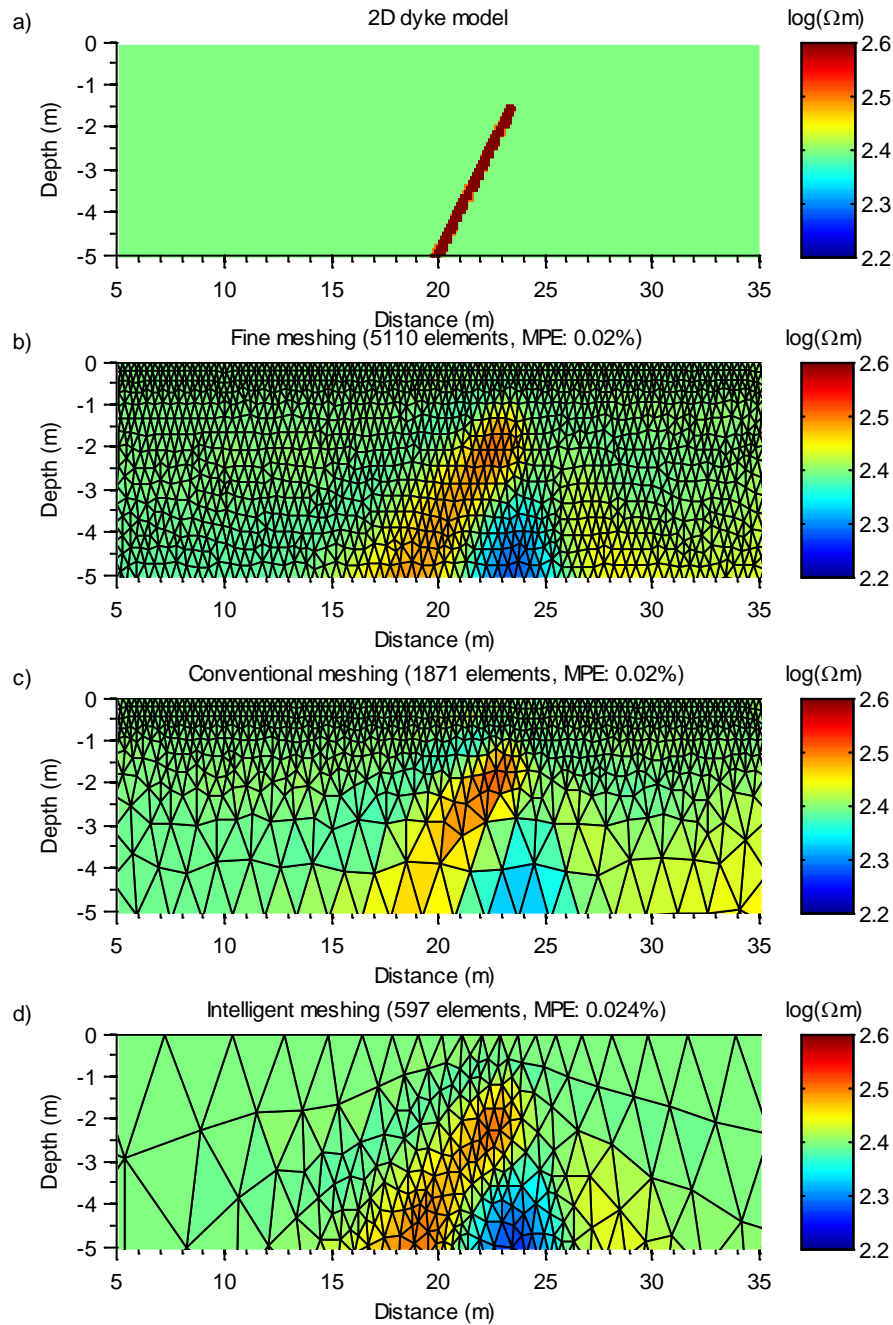 a) 2D dyke model log(Ωm)
0
-1
-2
-3
-4
-5
Depth (m)
5 10 15 20 25 30 35
Distance (m)
2.6
2.5
2.4
2.3
2.2
b) Fine meshing (5110 elements, MPE: 0.02%) log(Ωm)
0
-1
-2
-3
-4
-5
Depth (m)
5 10 15 20 25 30 35
Distance (m)
2.6
2.5
2.4
2.3
2.2
c) Conventional meshing (1871 elements, MPE: 0.02%) log(Ωm)
0
-1
-2
-3
-4
-5
Depth (m)
5 10 15 20 25 30 35
Distance (m)
2.6
2.5
2.4
2.3
2.2
d) Intelligent meshing (597 elements, MPE: 0.024%) log(Ωm)
0
-1
-2
-3
-4
-5
Depth (m)
5 10 15 20 25 30 35
Distance (m)
2.6
2.5
2.4
2.3
2.2